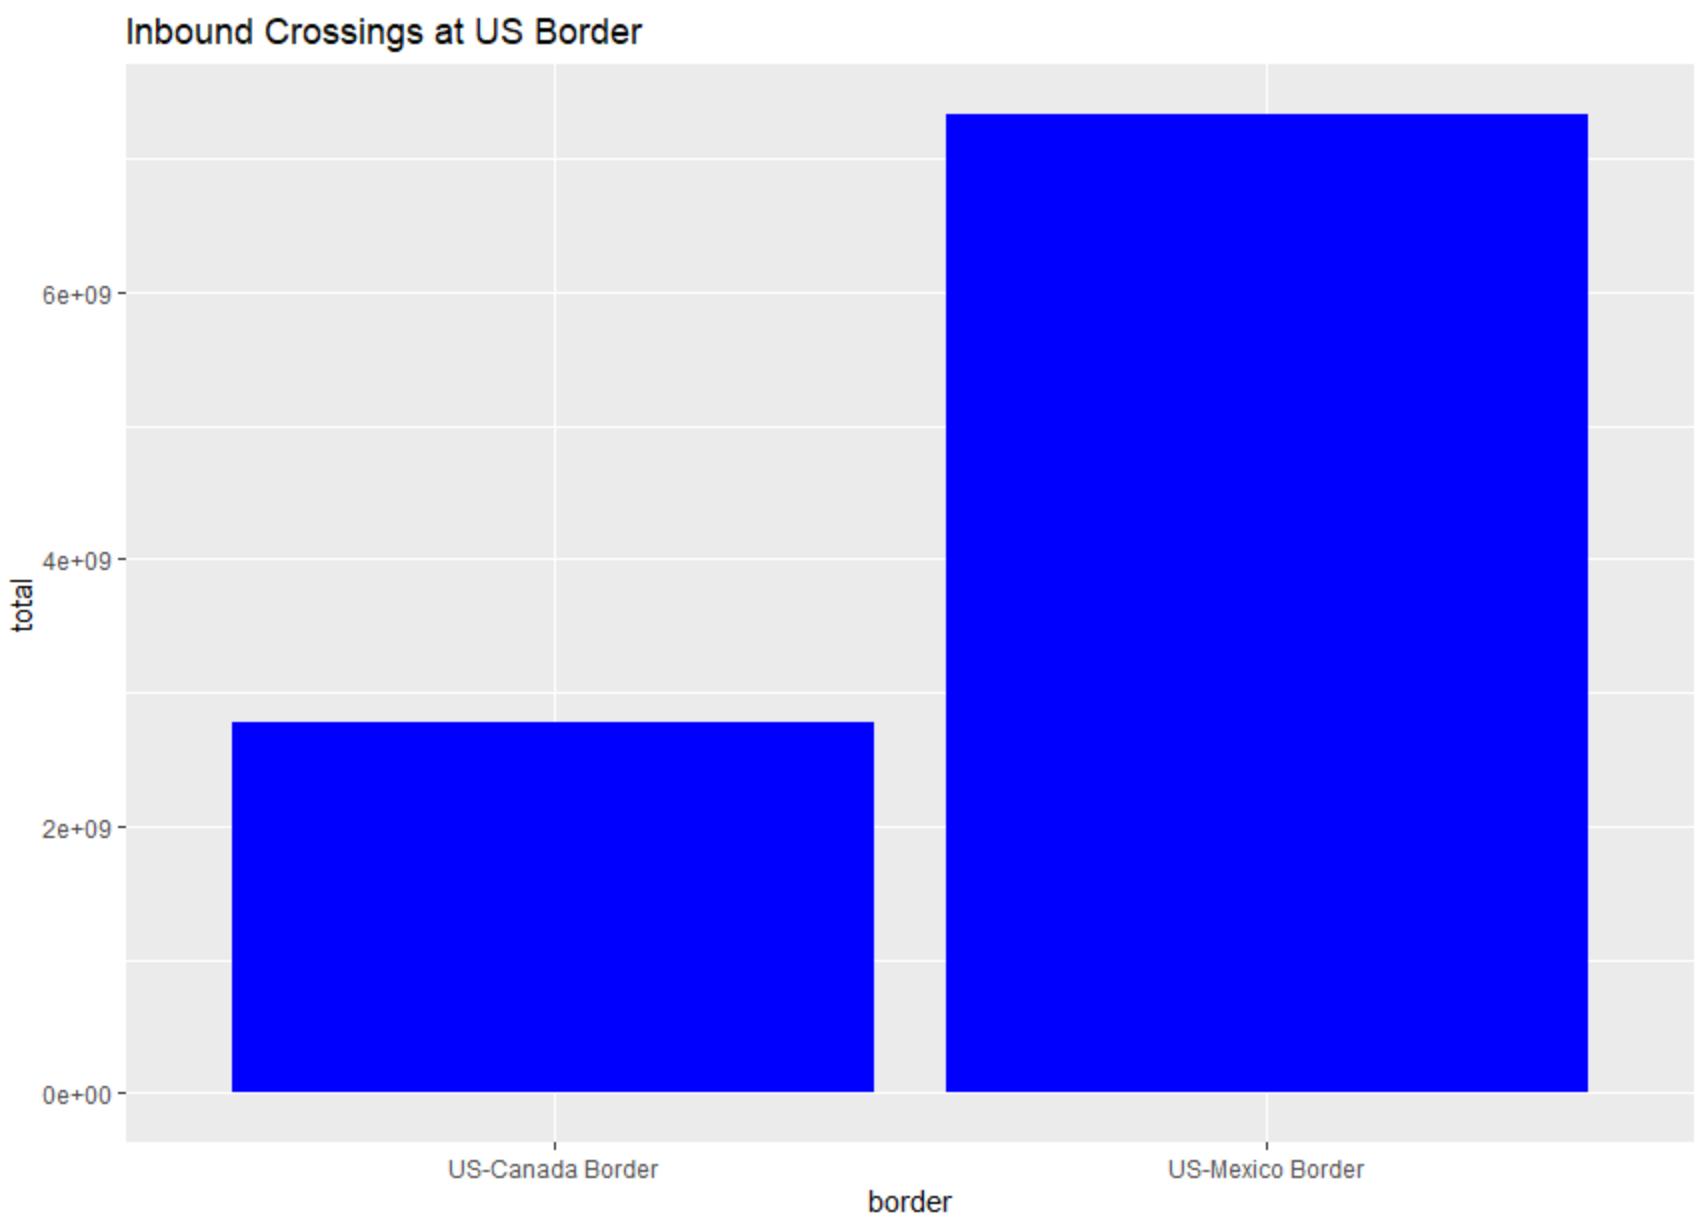 Inbound Crossings at US Border
6e+09
4e+09
2e+09
0e+00
total
US-Canada Border
US-Mexico Border
border